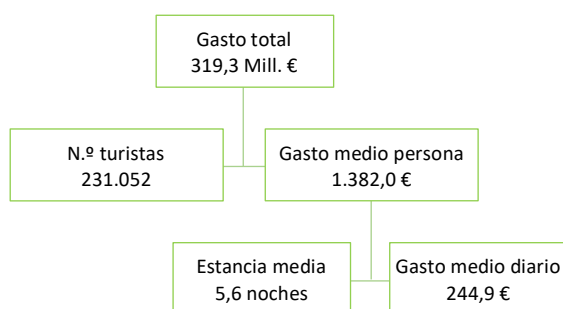 Gasto total
319,3 Mill. €
N.º turistas
231.052
Gasto medio persona
1.382,0 €
Estancia media
5,6 noches
Gasto medio diario
244,9 €